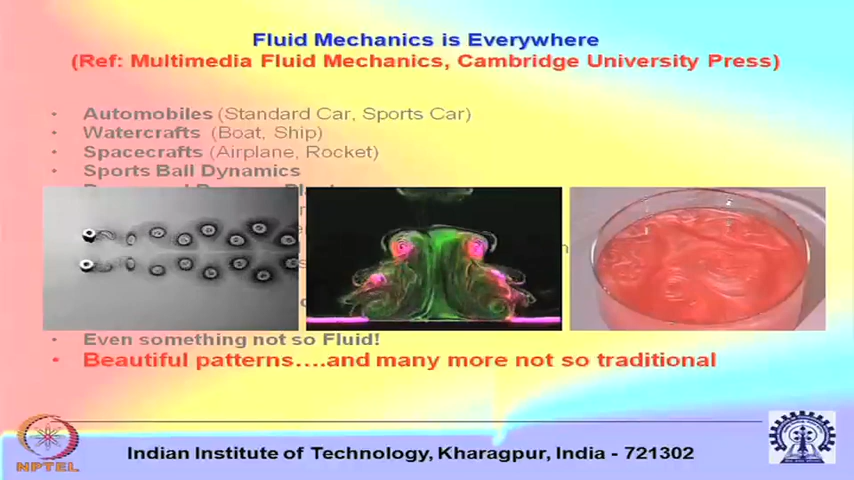 Fluid Mechanics is Everywhere
(Ref: Multimedia Fluid Mechanics, Cambridge University Press)
• Automobiles (Standard Car, Sports Car)
• Watercrafts (Boat, Ship)
• Spacecrafts (Airplane, Rocket)
• Sports Ball Dynamics
• Even something not so Fluid!
• Beautiful patterns....and many more not so traditional
NPTEL
Indian Institute of Technology, Kharagpur, India - 721302